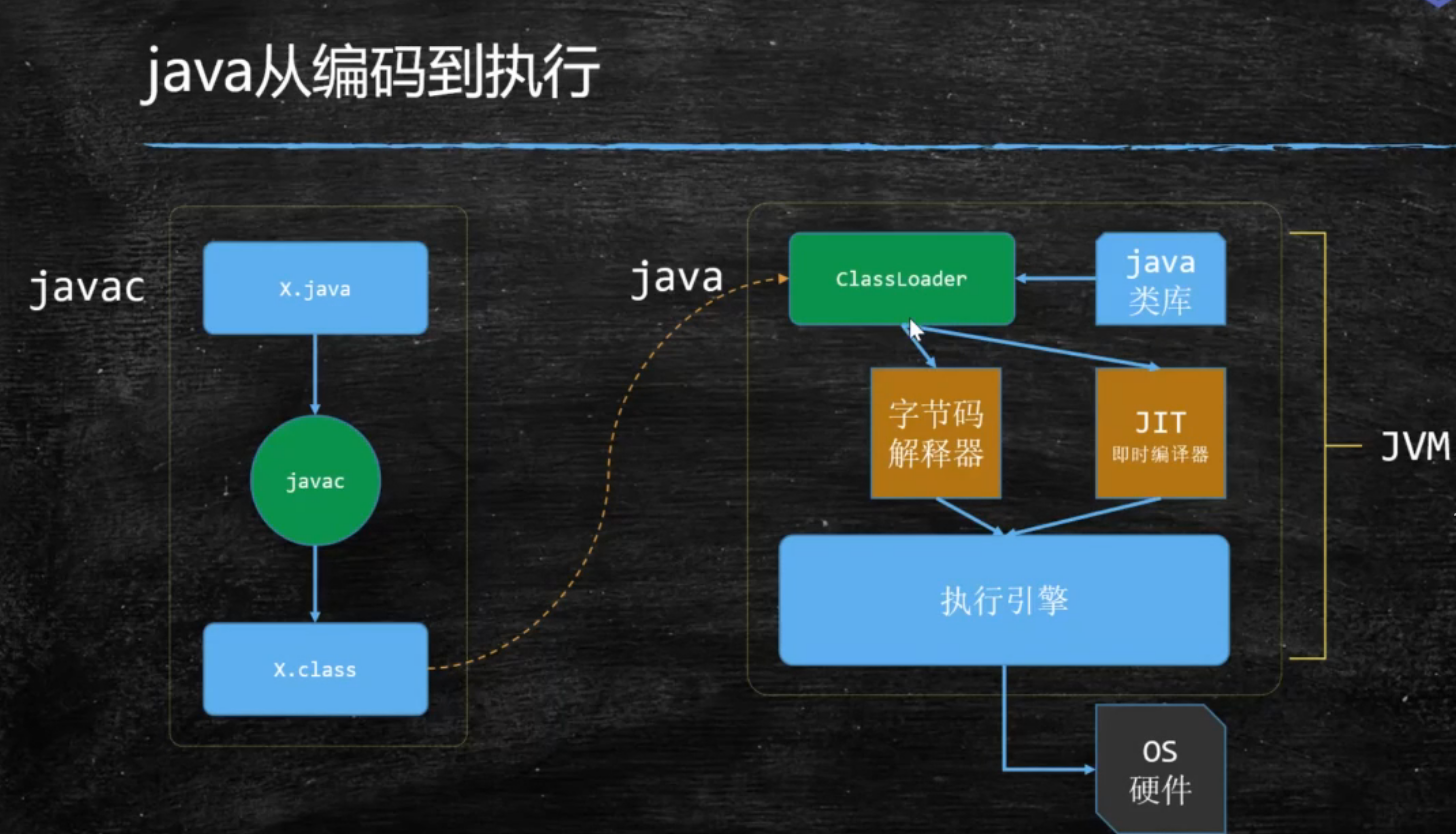 java从编码到执行
javac
X.java
javac
X.class
java
ClassLoader
java
类库
字节码
解释器
JIT
即时编译器
执行引擎
JVM
OS
硬件